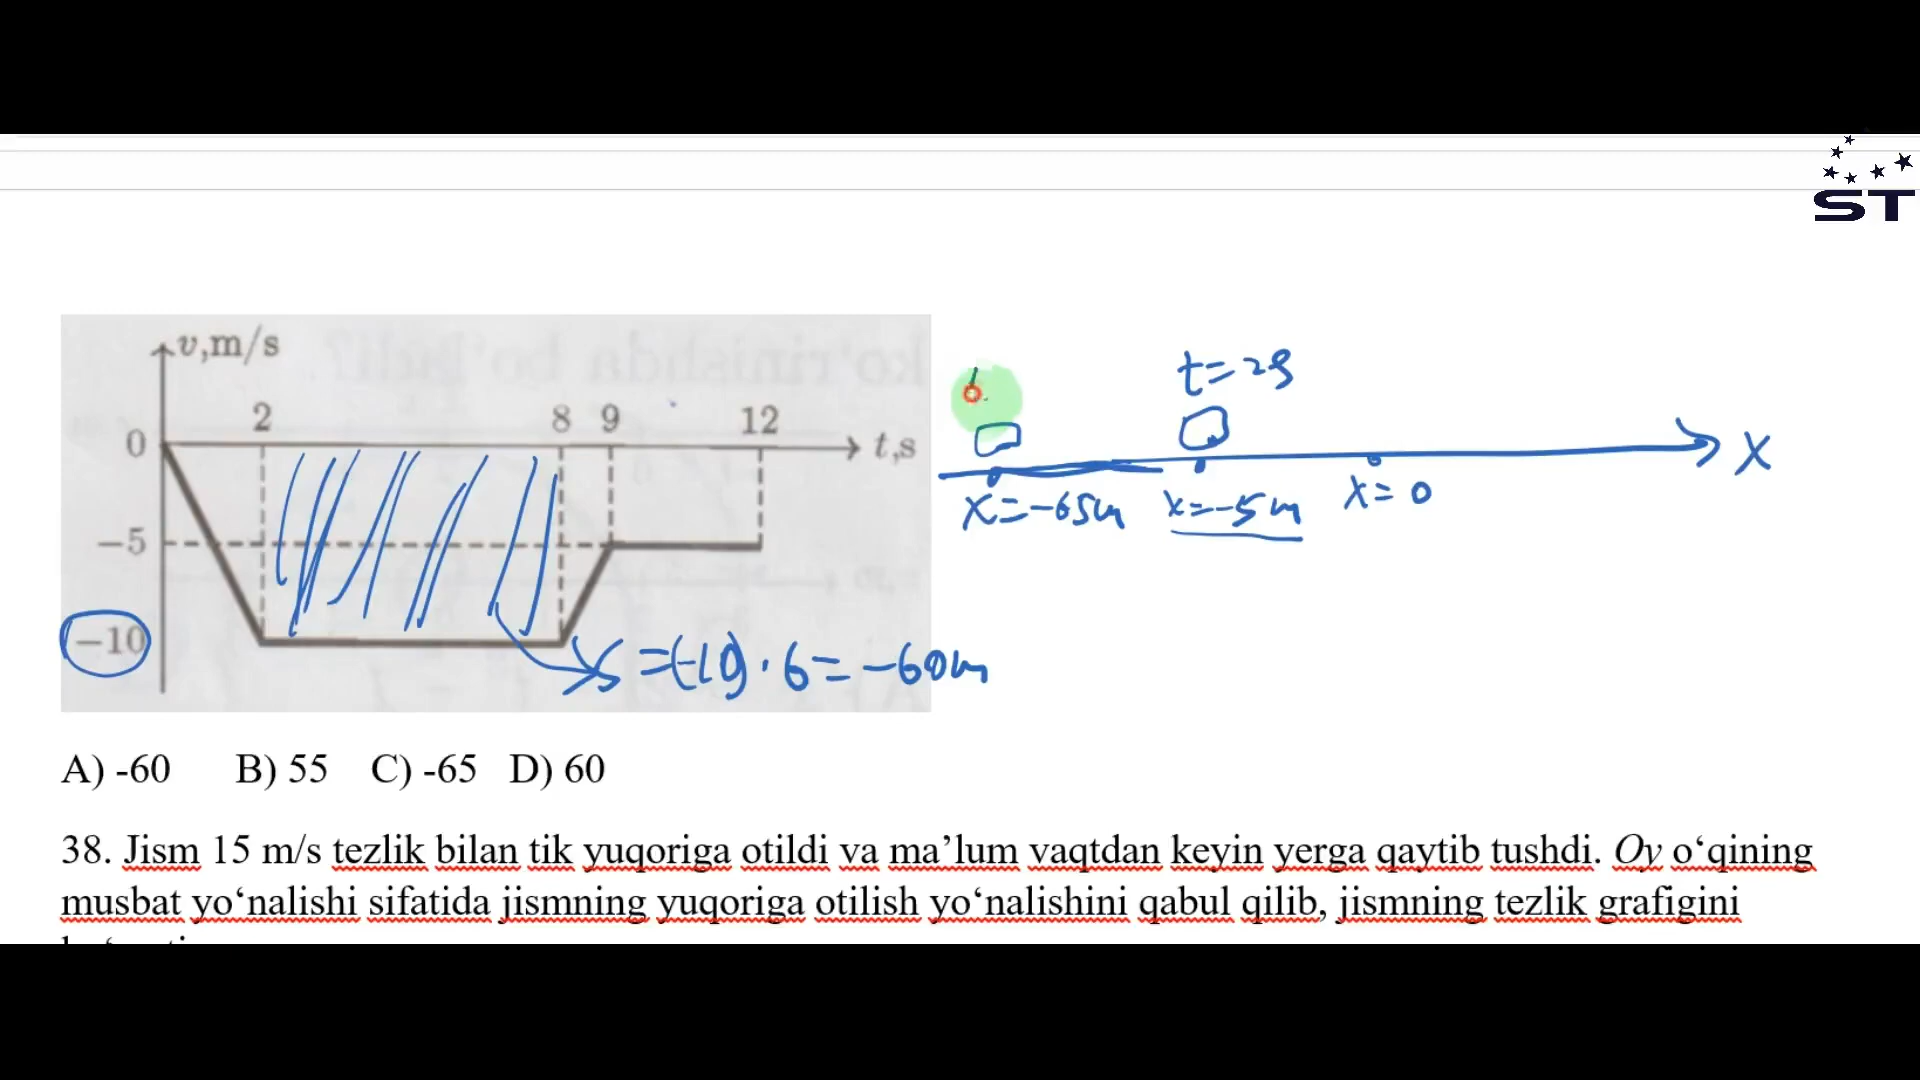 ST
v,m/s
2 8 9 12
0
t,s
-5
-10
t=2s
x=-65m x=-5m x=0
X
S=(-10)·6=-60m
A) -60 B) 55 C) -65 D) 60
38. Jism 15 m/s tezlik bilan tik yuqoriga otildi va ma’lum vaqtdan keyin yerga qaytib tushdi. Oy o‘qining
musbat yo‘nalishi sifatida jismning yuqoriga otilish yo‘nalishini qabul qilib, jismning tezlik grafigini